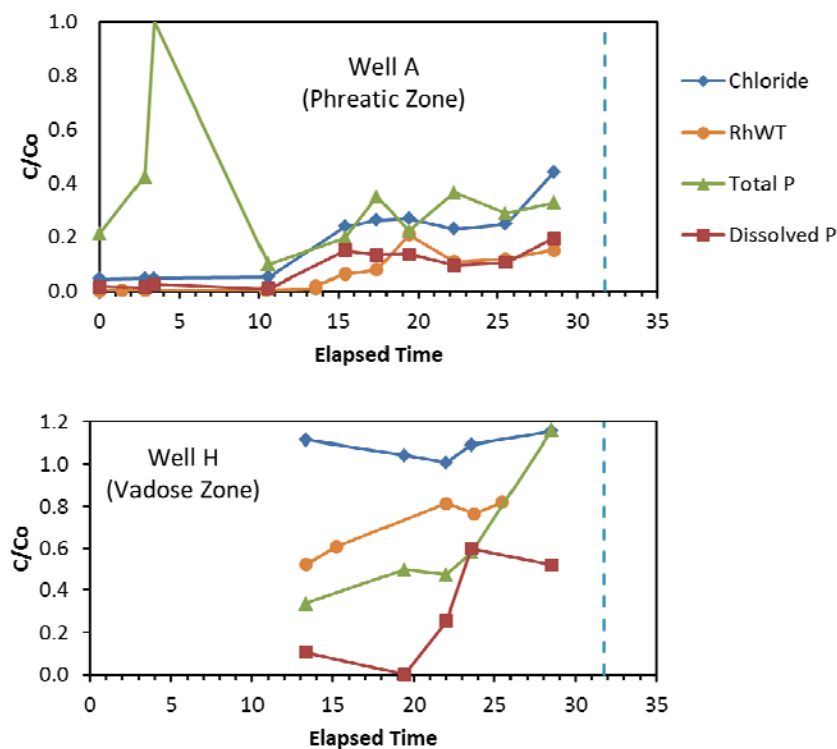 1.0
0.8
0.6
0.4
0.2
0.0
C/Co
Well A
(Phreatic Zone)
0 5 10 15 20 25 30 35
Elapsed Time
Chloride
RhWT
Total P
Dissolved P
1.2
1.0
0.8
0.6
0.4
0.2
0.0
C/Co
Well H
(Vadose Zone)
0 5 10 15 20 25 30 35
Elapsed Time